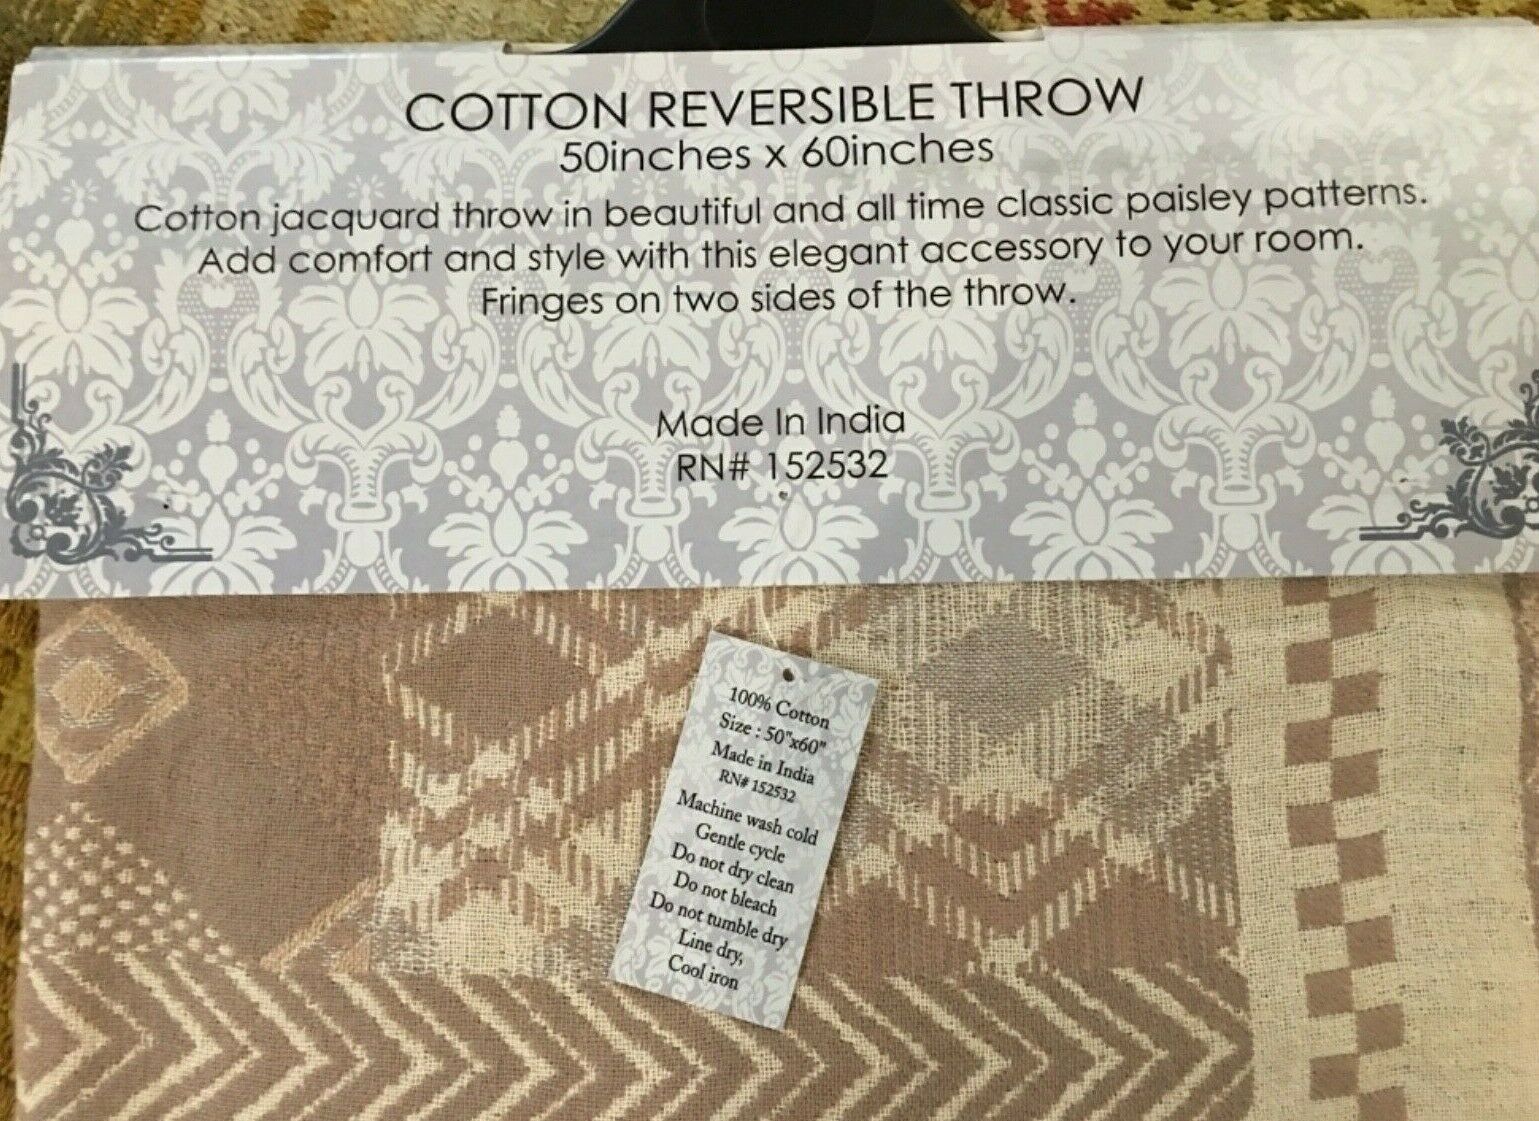 COTTON REVERSIBLE THROW
50inches x 60inches
Cotton jacquard throw in beautiful and all time classic paisley patterns.
Add comfort and style with this elegant accessory to your room.
Fringes on two sides of the throw.
Made In India
RN# 152532
100% Cotton
Size : 50"x60"
Made in India
RN# 152532
Machine wash cold
Gentle cycle
Do not dry clean
Do not bleach
Do not tumble dry
Line dry,
Cool iron